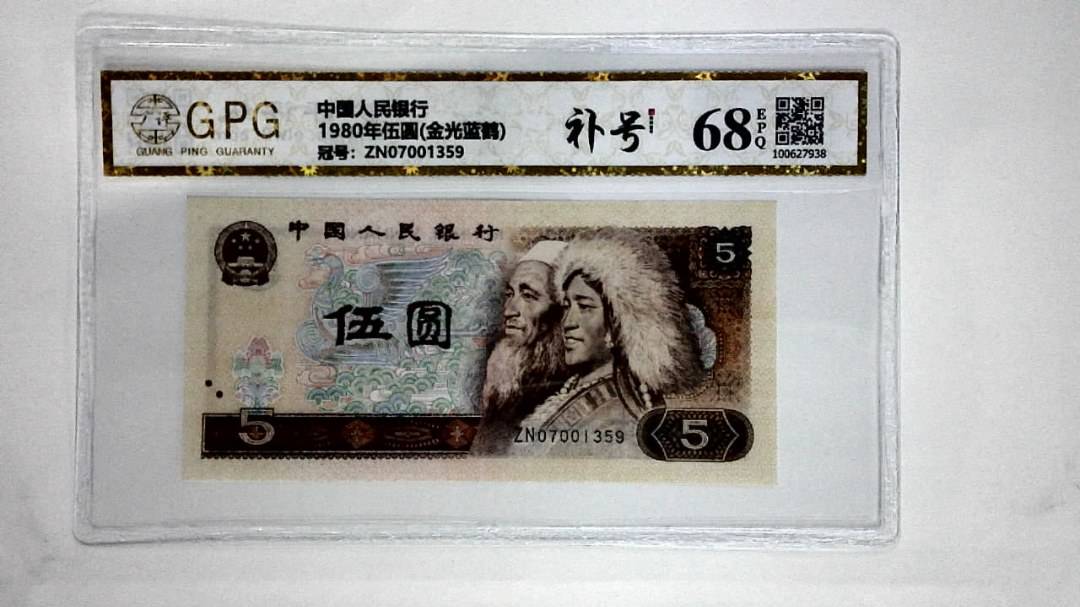 GPG
GUANG PING GUARANTY
中国人民银行
1980年伍圆(金光蓝鹤)
冠号：ZN07001359
补号
68
EPQ
100627938
中国人民银行
5
伍圆
5
ZN07001359
5